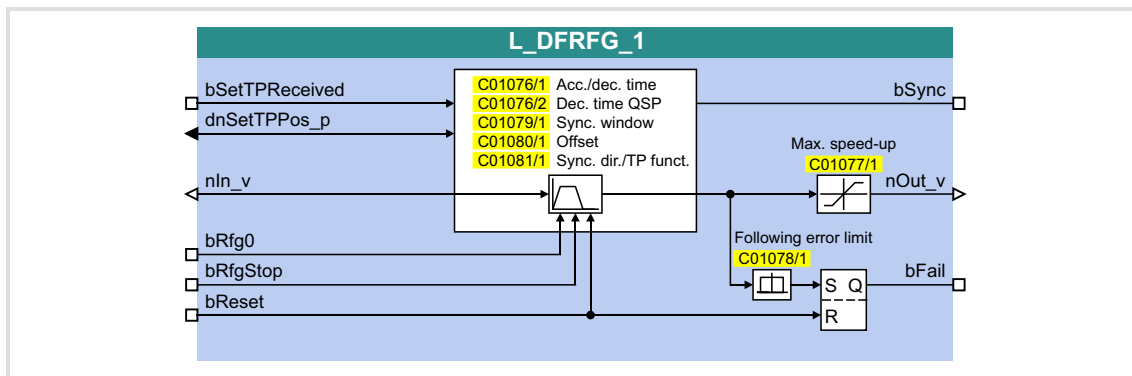 L_DFRFG_1
bSetTPReceived
dnSetTPPos_p
nIn_v
bRfg0
bRfgStop
bReset
C01076/1 Acc./dec. time
C01076/2 Dec. time QSP
C01079/1 Sync. window
C01080/1 Offset
C01081/1 Sync. dir./TP funct.
bSync
Max. speed-up
C01077/1
nOut_v
Following error limit
C01078/1
S Q
R
bFail